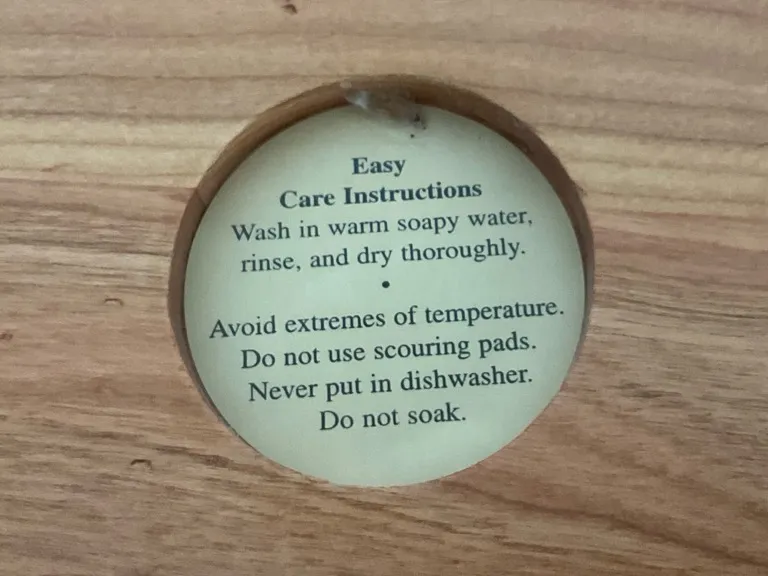 Easy
Care Instructions
Wash in warm soapy water,
rinse, and dry thoroughly.
•
Avoid extremes of temperature.
Do not use scouring pads.
Never put in dishwasher.
Do not soak.